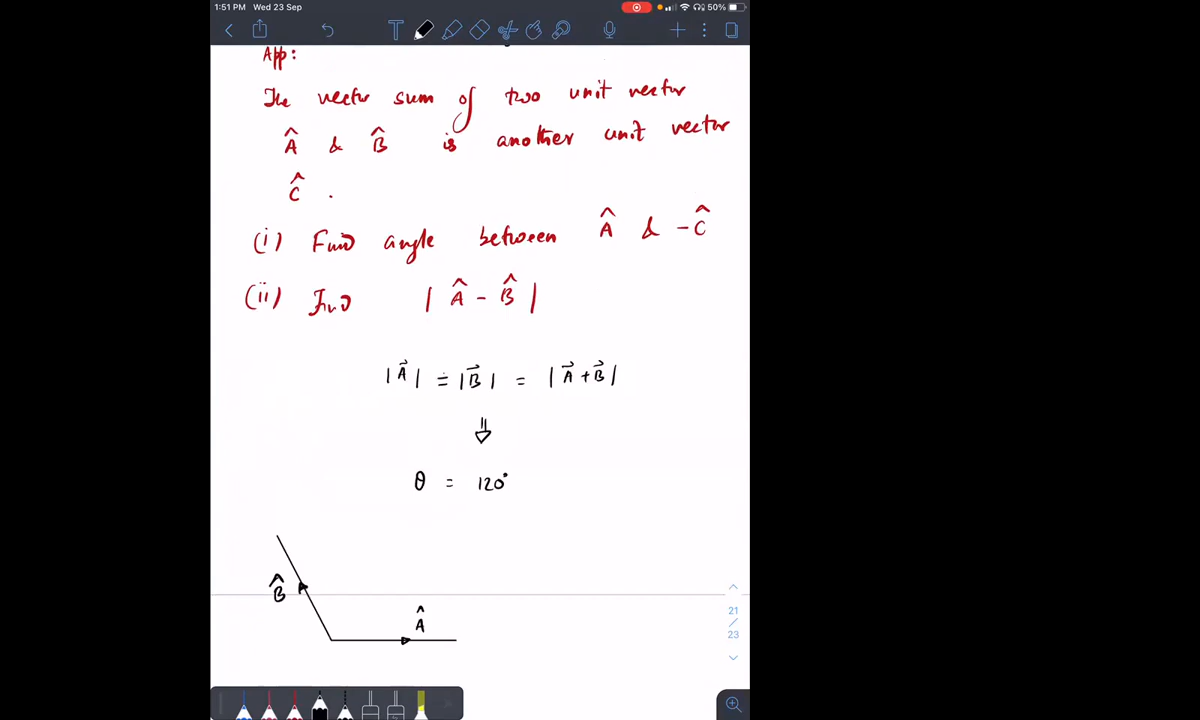 1:51 PM Wed 23 Sep 50%
App:
The vector sum of two unit vector
Â & B̂ is another unit vector
Ĉ .
(i) Find angle between Â & -Ĉ
(ii) Find | Â - B̂ |
|A⃗| = |B⃗| = |A⃗ + B⃗|
⇓
θ = 120°
B̂
Â
21
/
23